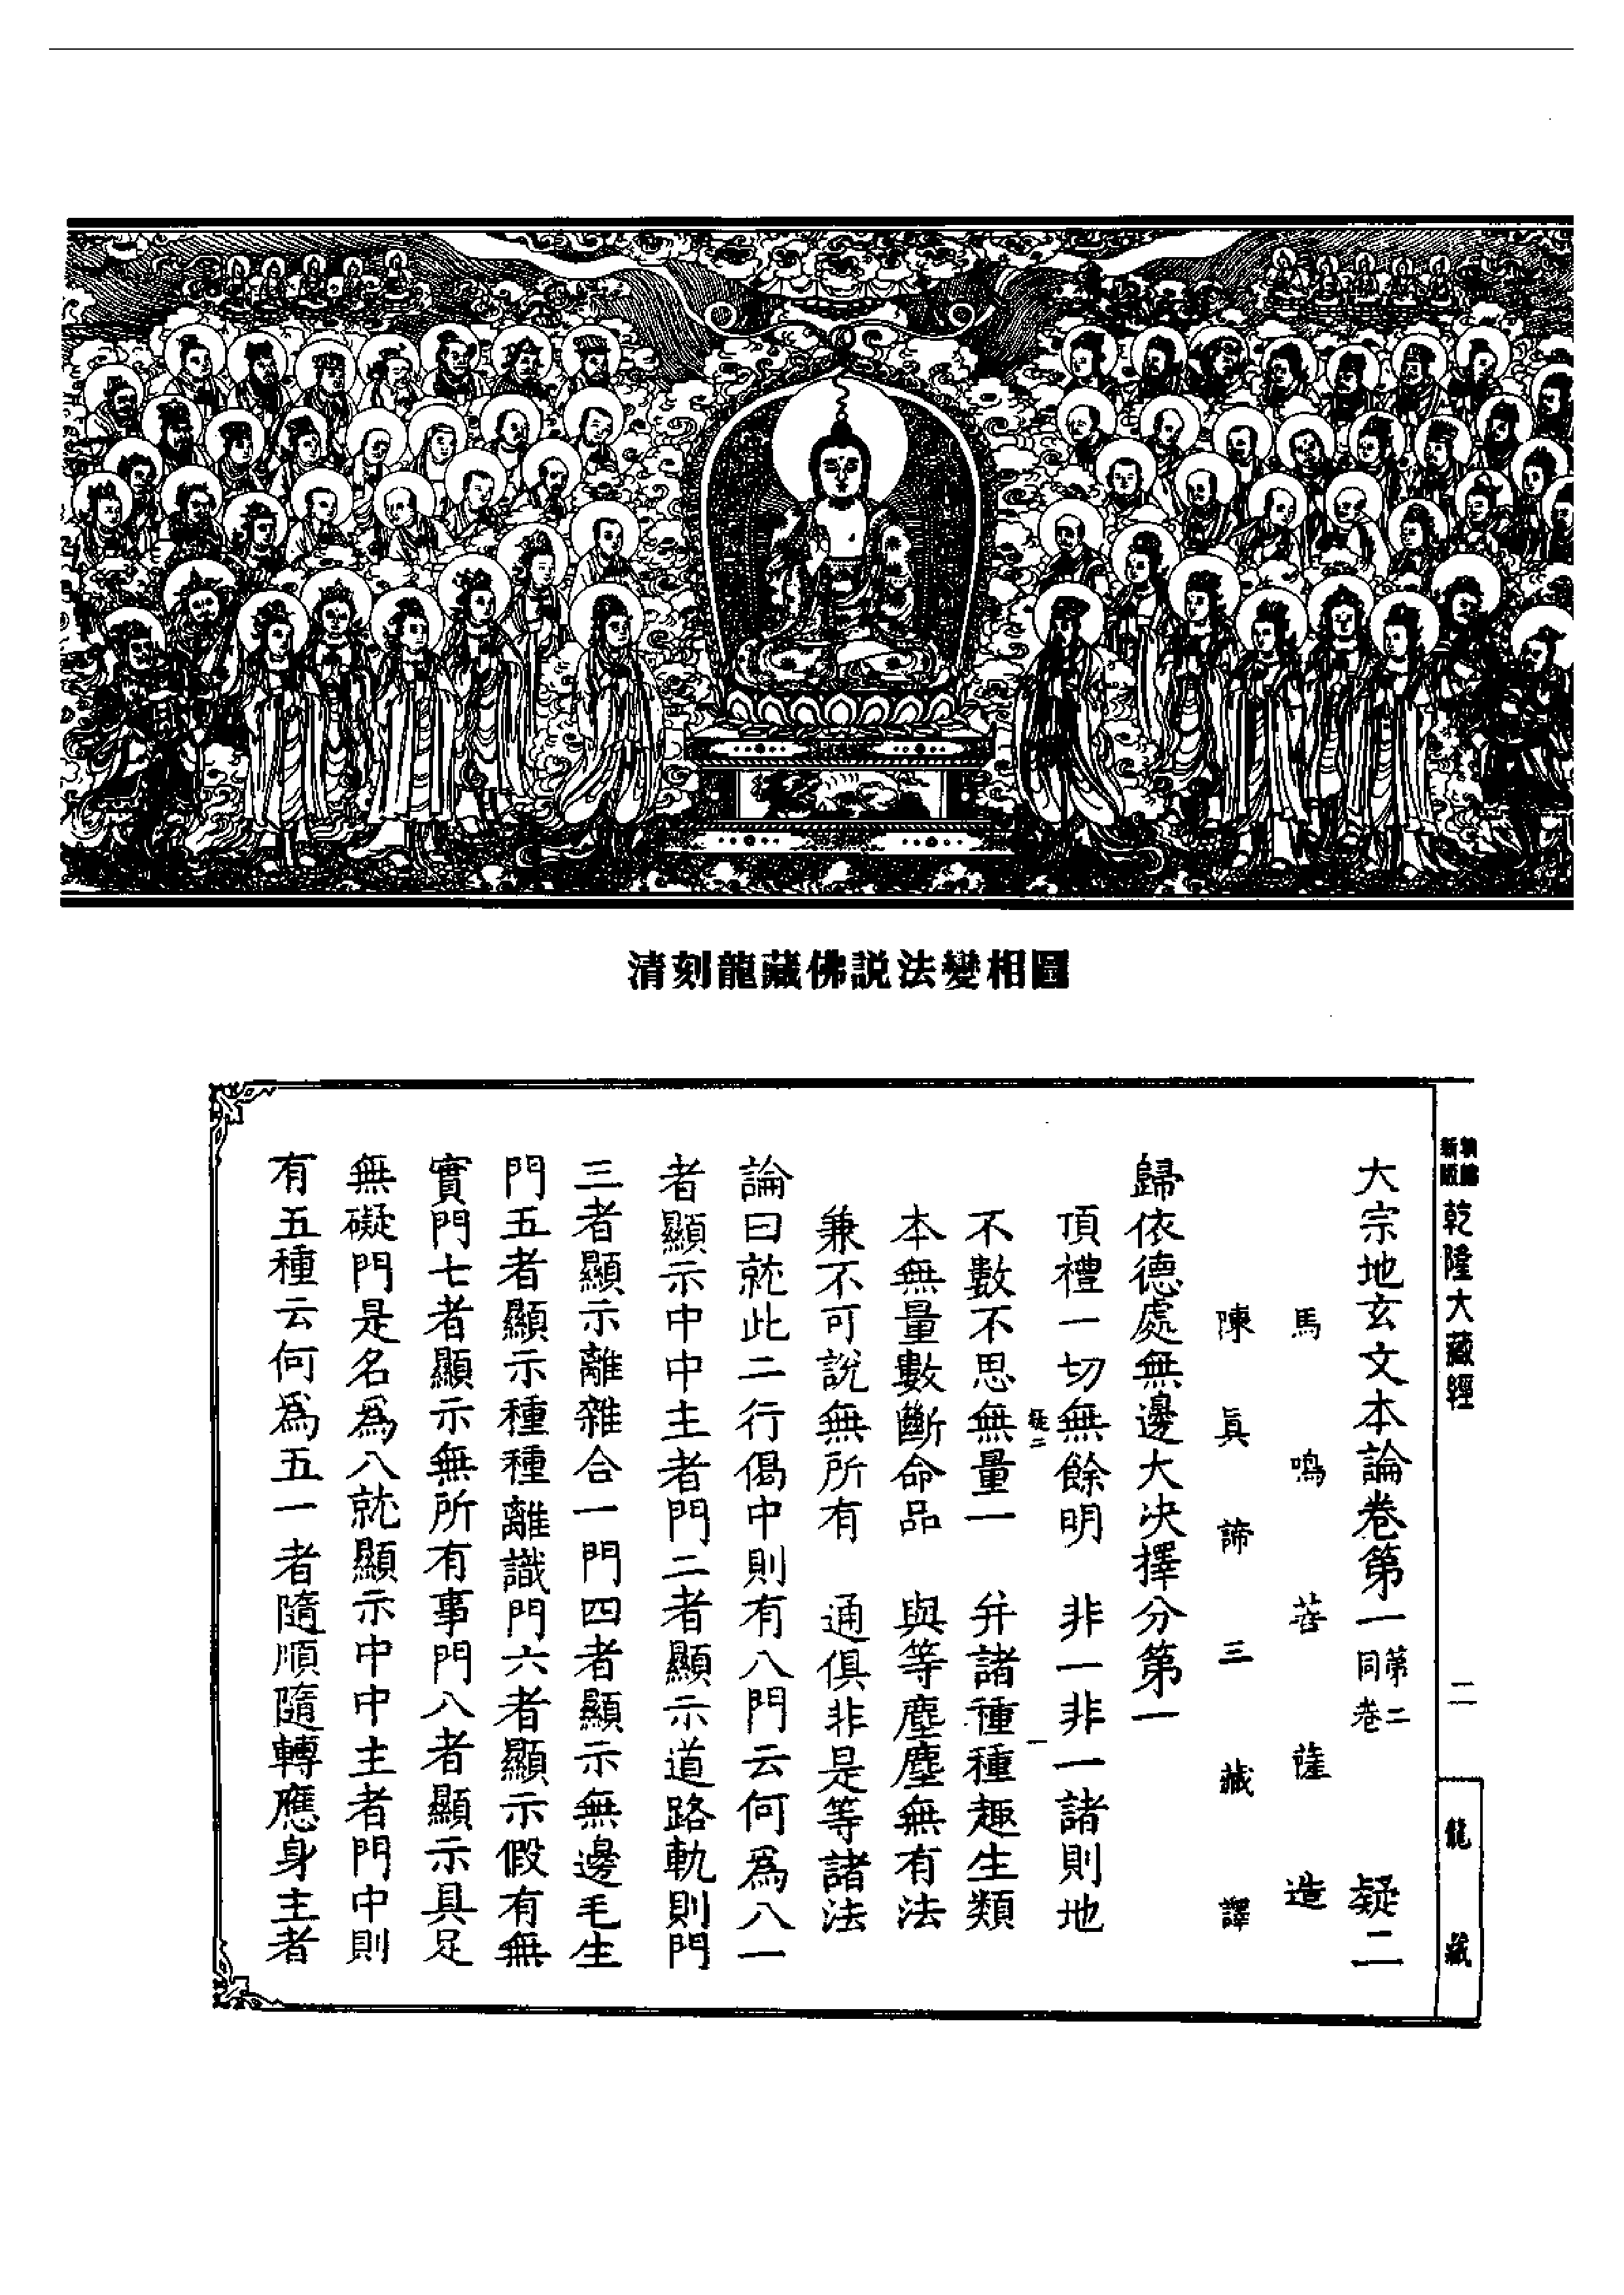 清刻龍藏佛説法變相圖
新版
乾隆大藏經
二
龍藏
大宗地玄文本論卷第一 第二同卷 疑二
馬鳴菩薩造
陳眞諦三藏譯
歸依德處無邊大決擇分第一
頂禮一切無餘明 非一非一諸則地
疑二 一
不數不思無量一 并諸種種趣生類
本無量數斷命品 與等塵塵無有法
兼不可說無所有 通俱非是等諸法
論曰就此二行偈中則有八門云何爲八一
者顯示中中主者門二者顯示道路軌則門
三者顯示離雜合一門四者顯示無邊毛生
門五者顯示種種離識門六者顯示假有無
實門七者顯示無所有事門八者顯示具足
無礙門是名爲八就顯示中中主者門中則
有五種云何爲五一者隨順隨轉應身主者